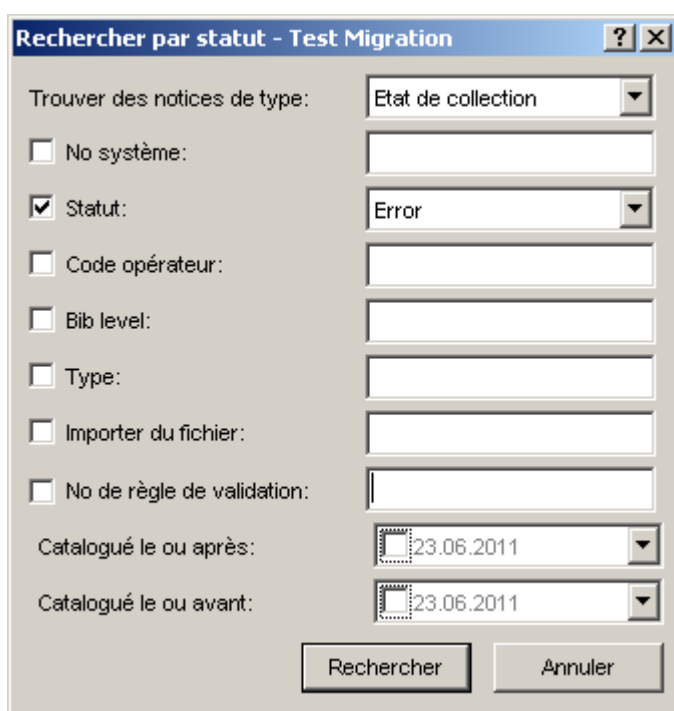 Rechercher par statut - Test Migration
Trouver des notices de type: Etat de collection
No système:
Statut: Error
Code opérateur:
Bib level:
Type:
Importer du fichier:
No de règle de validation:
Catalogué le ou après: 23.06.2011
Catalogué le ou avant: 23.06.2011
Rechercher Annuler